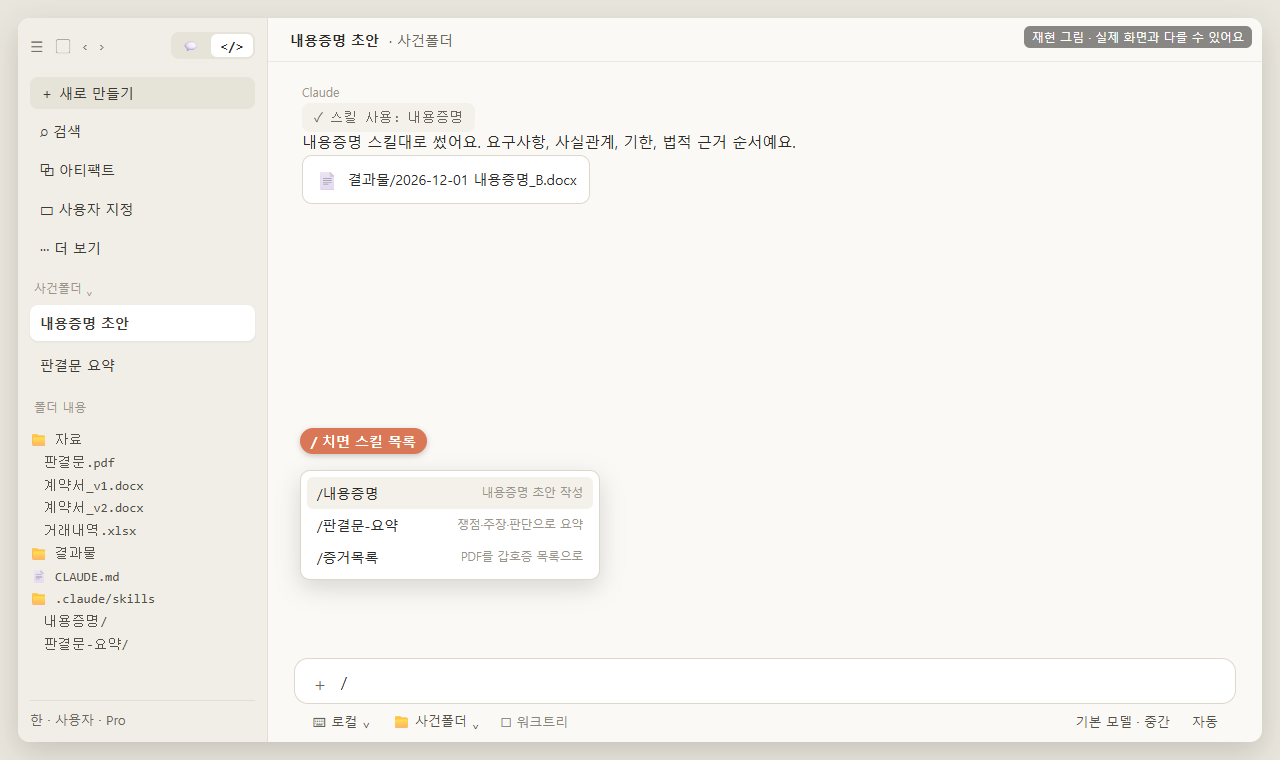 </>
+ 새로 만들기
검색
아티팩트
사용자 지정
··· 더 보기
사건폴더
내용증명 초안
판결문 요약
폴더 내용
자료
판결문.pdf
계약서_v1.docx
계약서_v2.docx
거래내역.xlsx
결과물
CLAUDE.md
.claude/skills
내용증명/
판결문-요약/
한 · 사용자 · Pro
내용증명 초안 · 사건폴더
재현 그림 · 실제 화면과 다를 수 있어요
Claude
✓ 스킬 사용: 내용증명
내용증명 스킬대로 썼어요. 요구사항, 사실관계, 기한, 법적 근거 순서예요.
결과물/2026-12-01 내용증명_B.docx
/ 치면 스킬 목록
/내용증명 내용증명 초안 작성
/판결문-요약 쟁점·주장·판단으로 요약
/증거목록 PDF를 갑호증 목록으로
+ /
로컬 사건폴더 워크트리 기본 모델 · 중간 자동